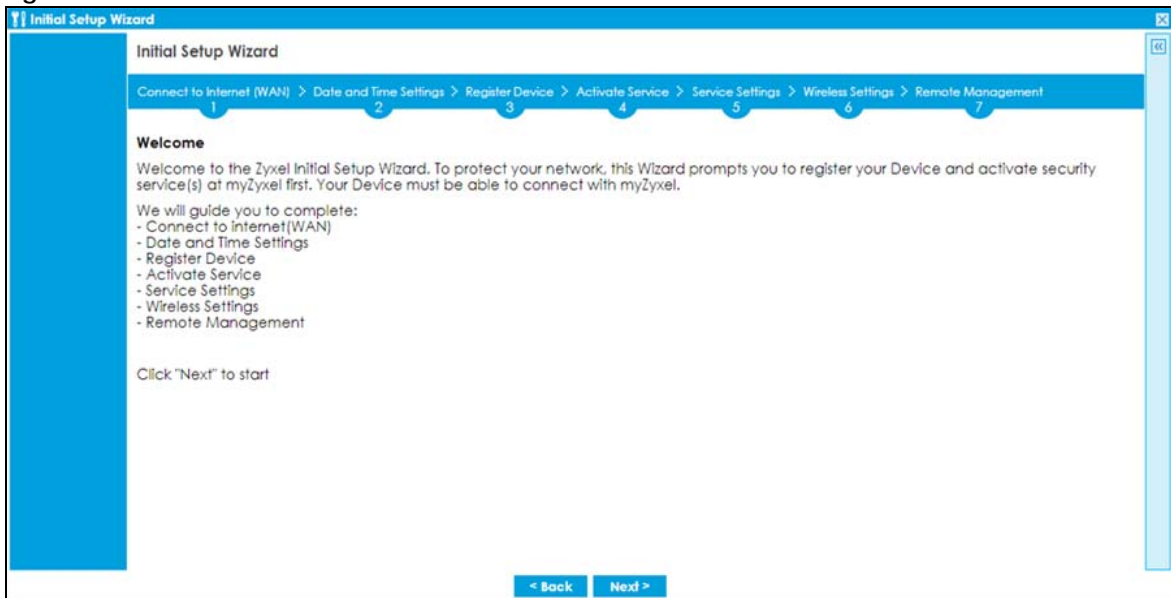 Initial Setup Wizard
Initial Setup Wizard
Connect to Internet (WAN) > Date and Time Settings > Register Device > Activate Service > Service Settings > Wireless Settings > Remote Management
1 2 3 4 5 6 7
Welcome
Welcome to the Zyxel Initial Setup Wizard. To protect your network, this Wizard prompts you to register your Device and activate security
service(s) at myZyxel first. Your Device must be able to connect with myZyxel.
We will guide you to complete:
- Connect to internet(WAN)
- Date and Time Settings
- Register Device
- Activate Service
- Service Settings
- Wireless Settings
- Remote Management
Click "Next" to start
< Back Next >